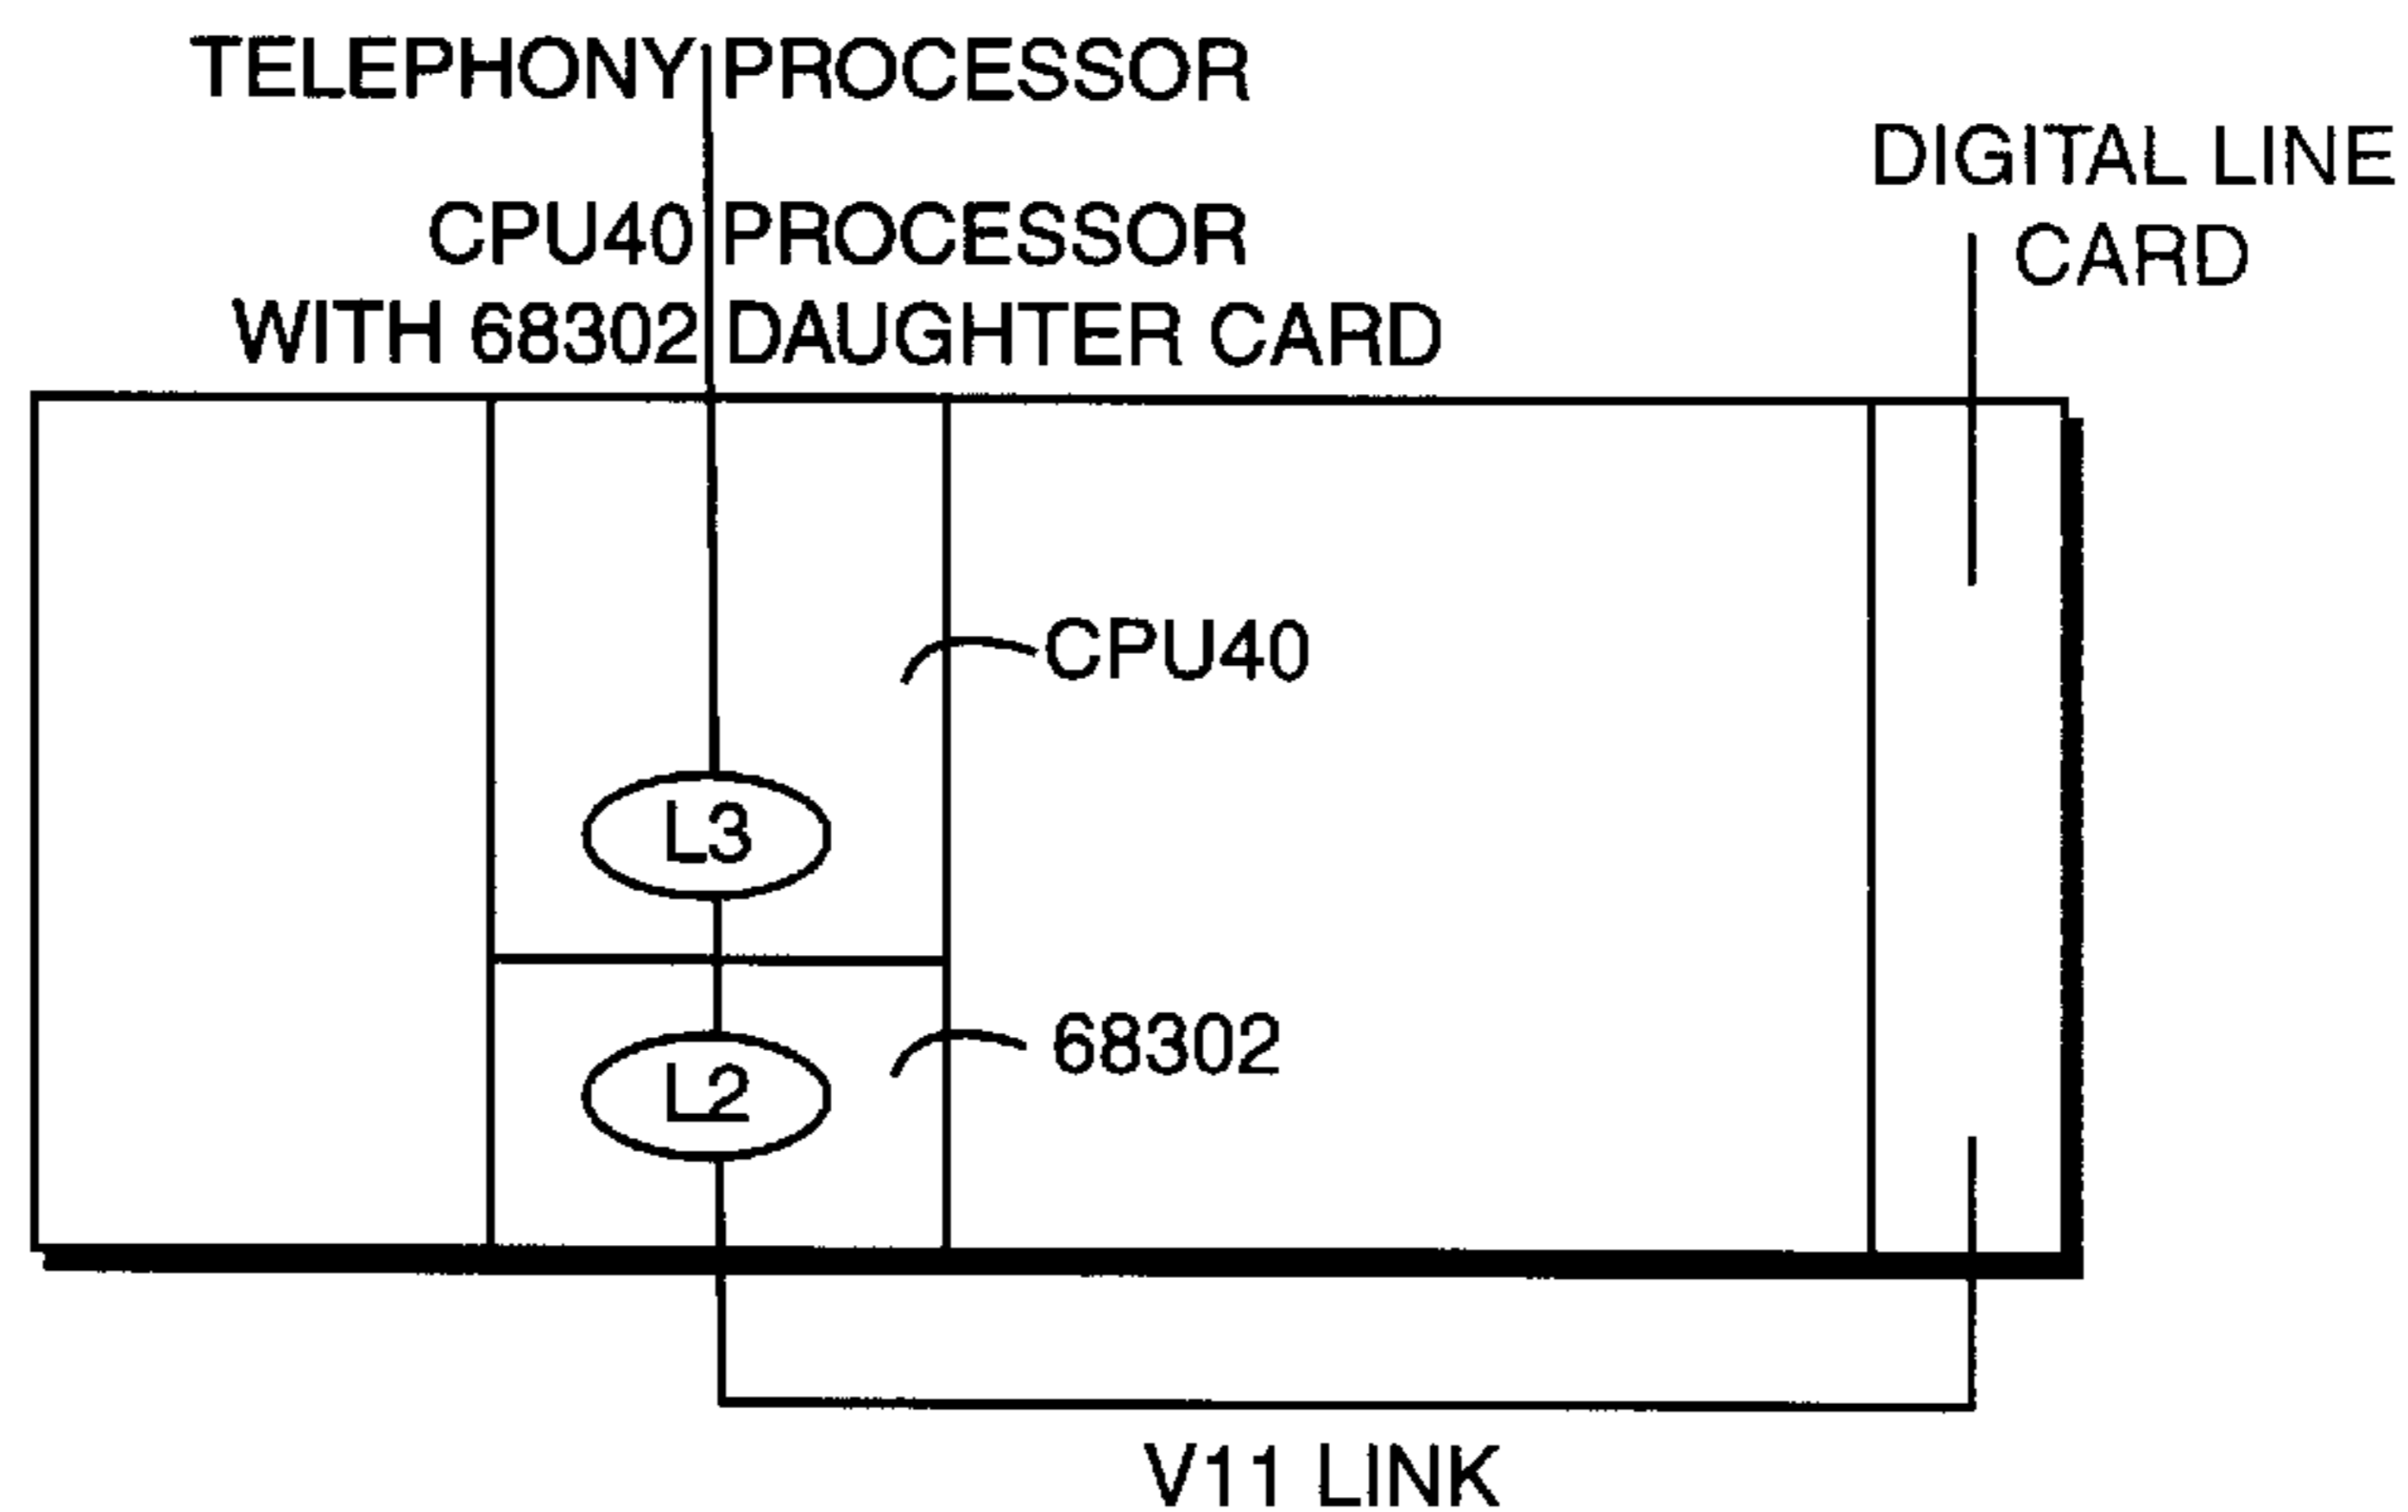 TELEPHONY PROCESSOR
CPU40 PROCESSOR
WITH 68302 DAUGHTER CARD
DIGITAL LINE
CARD
CPU40
L3
68302
L2
V11 LINK